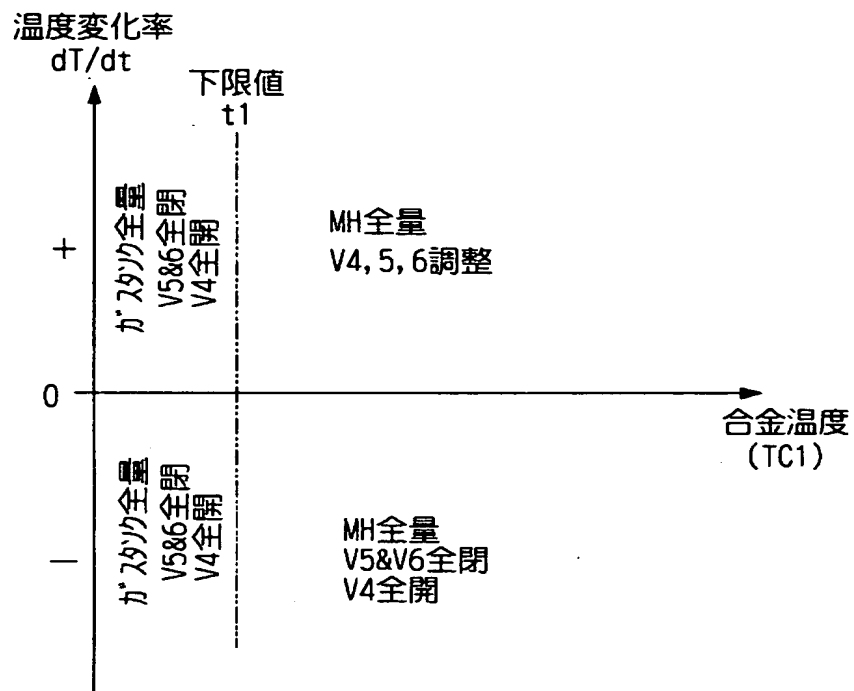 温度変化率
dT/dt
下限値
t1
ガスタンク全量
V5&6全閉
V4全開
MH全量
V4,5,6調整
+
0
合金温度
(TC1)
ガスタンク全量
V5&6全閉
V4全開
MH全量
V5&V6全閉
V4全開
−